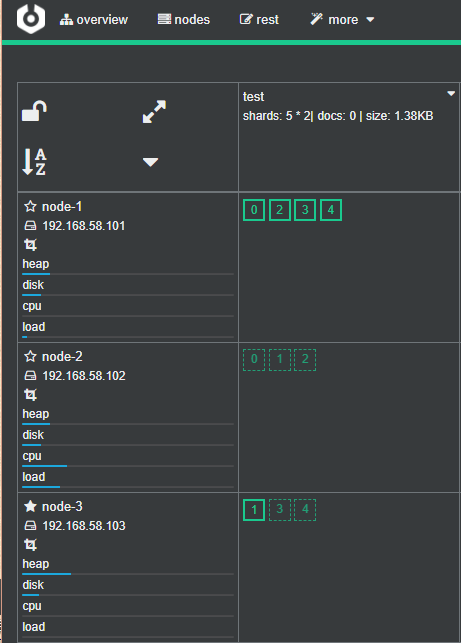 overview nodes rest more
test
shards: 5 * 2| docs: 0 | size: 1.38KB
A
Z
node-1
192.168.58.101
0 2 3 4
heap
disk
cpu
load
node-2
192.168.58.102
0 1 2
heap
disk
cpu
load
node-3
192.168.58.103
1 3 4
heap
disk
cpu
load